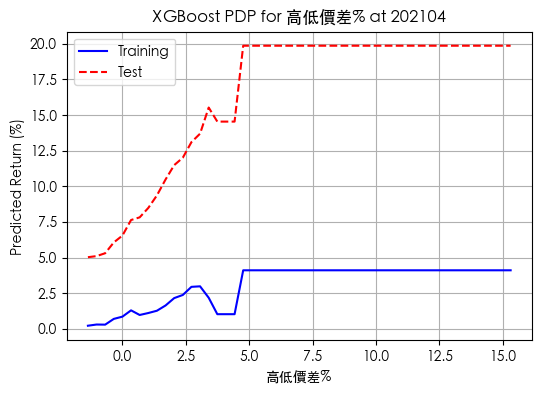 XGBoost PDP for 高低價差% at 202104
Training
Test
Predicted Return (%)
20.0
17.5
15.0
12.5
10.0
7.5
5.0
2.5
0.0
0.0 2.5 5.0 7.5 10.0 12.5 15.0
高低價差%